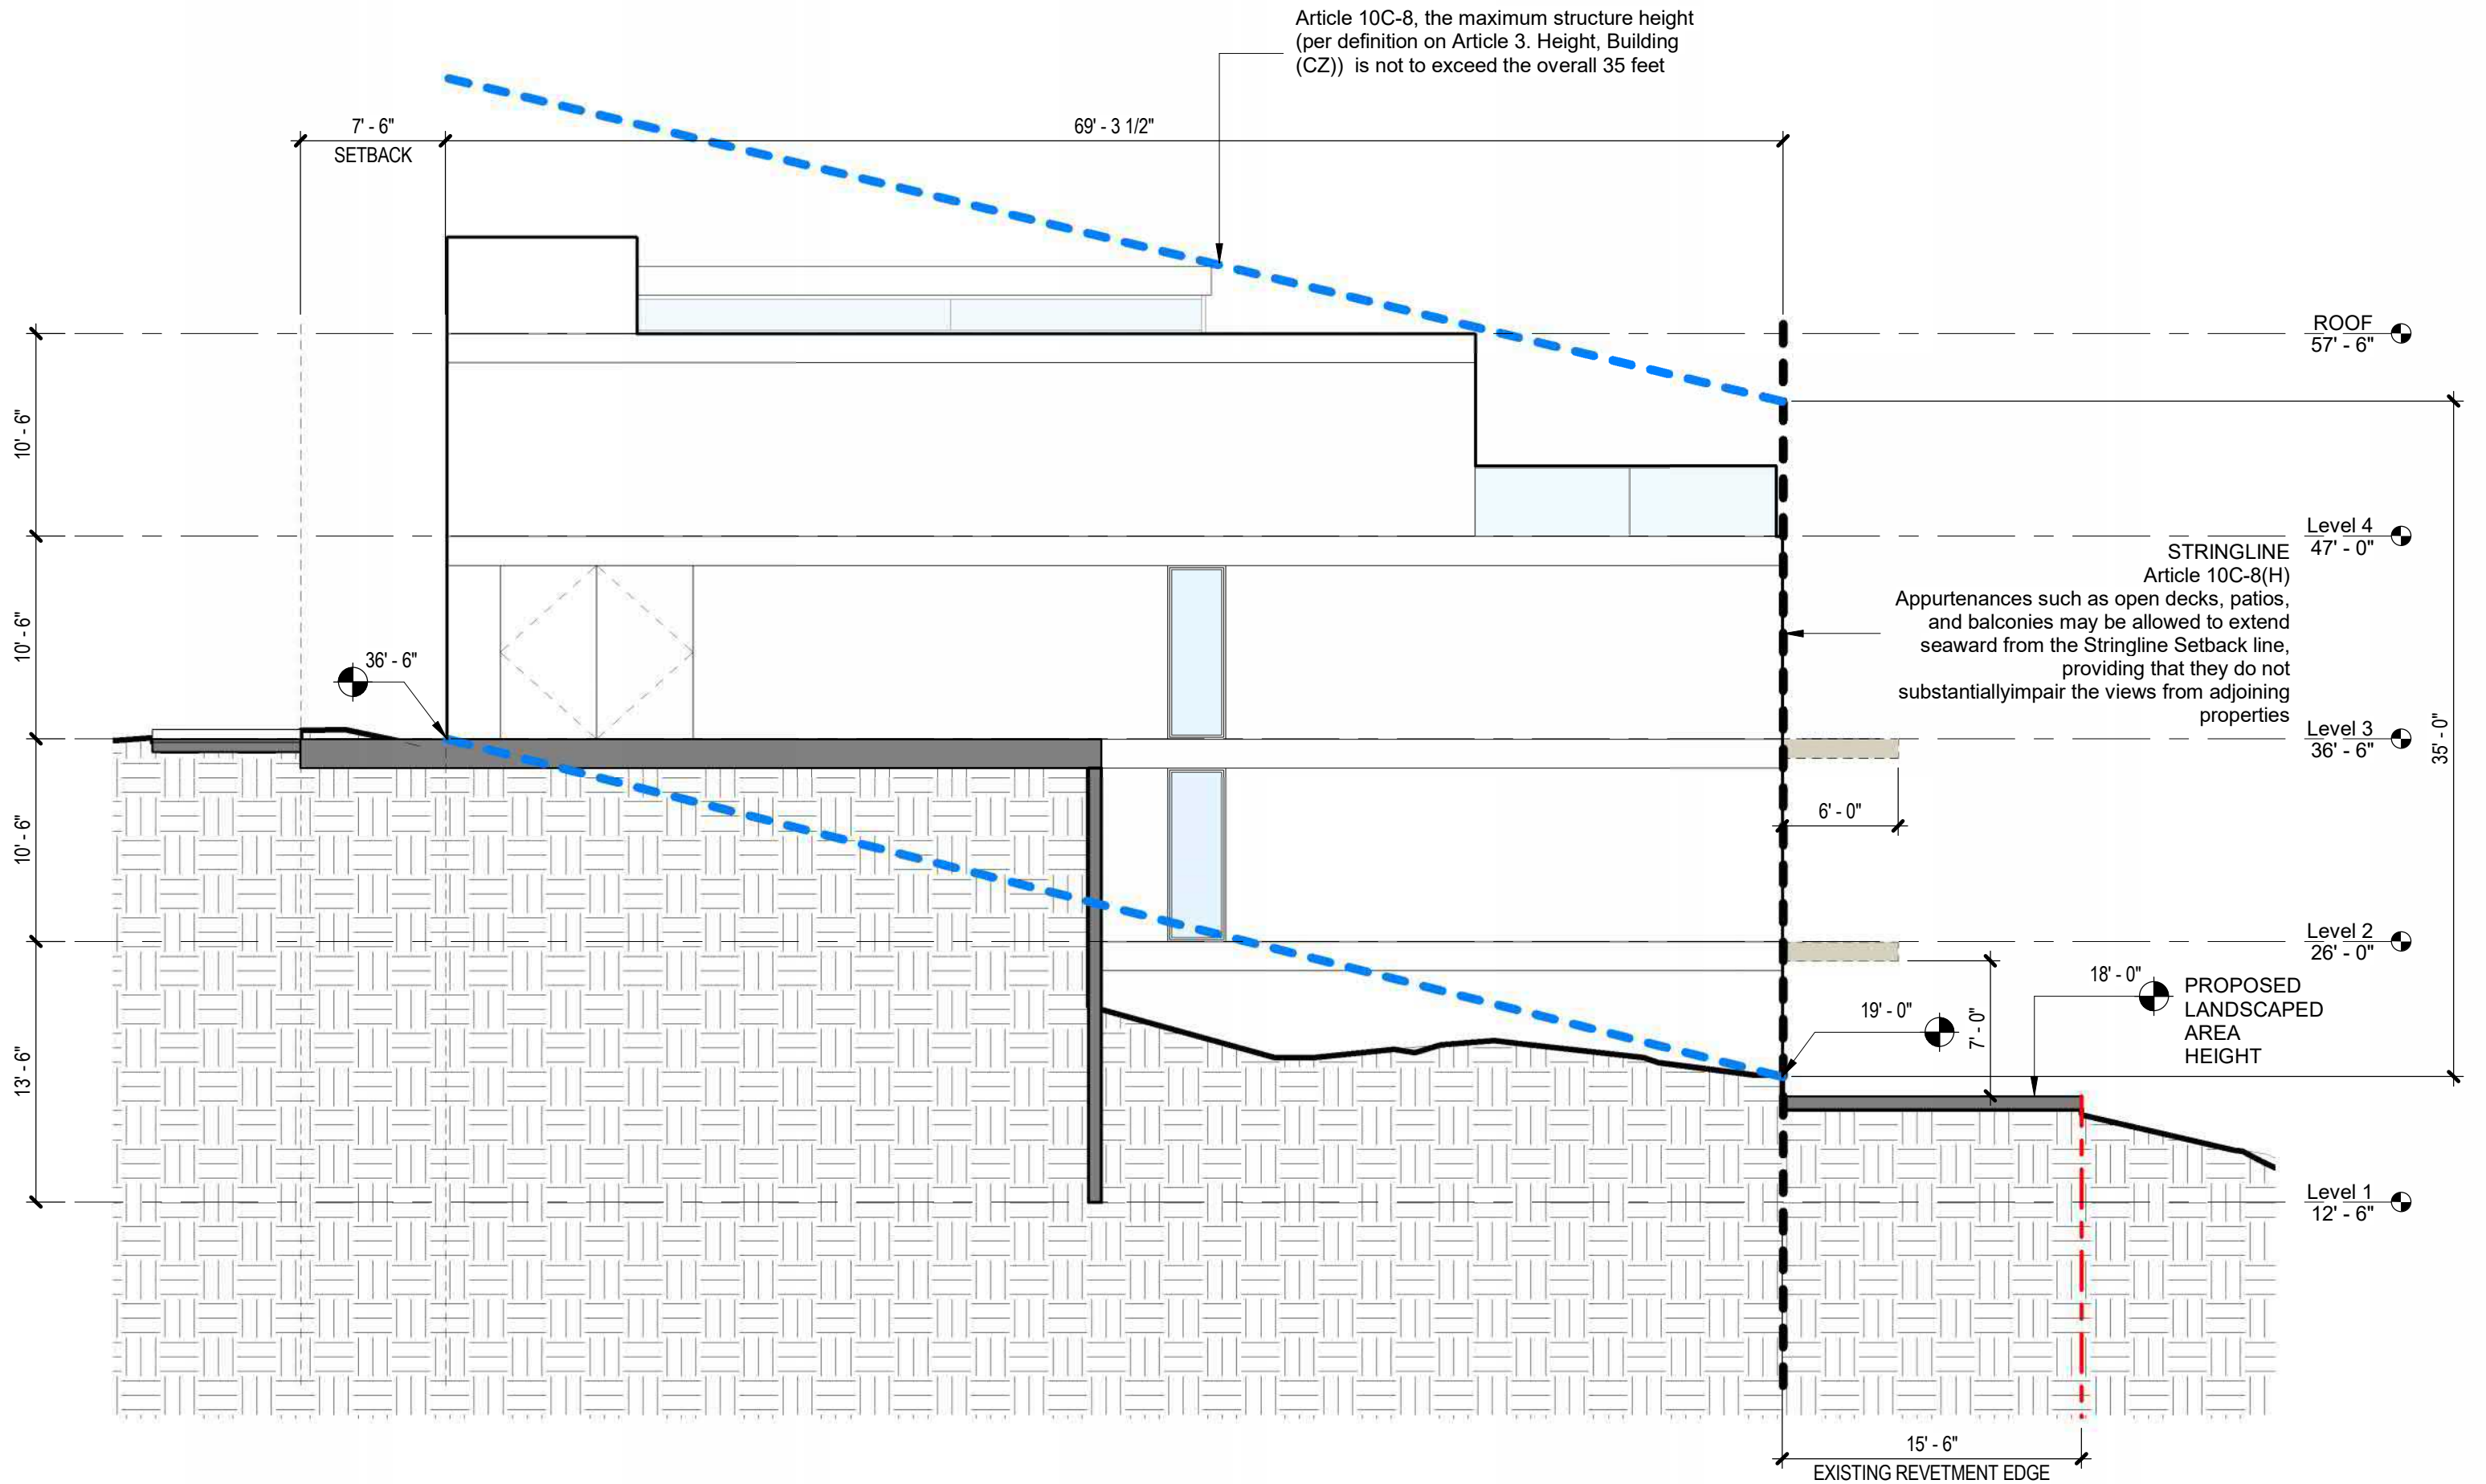 Article 10C-8, the maximum structure height
(per definition on Article 3. Height, Building
(CZ)) is not to exceed the overall 35 feet
7' - 6"
SETBACK
69' - 3 1/2"
ROOF
57' - 6"
10' - 6"
Level 4
47' - 0"
STRINGLINE
Article 10C-8(H)
Appurtenances such as open decks, patios,
and balconies may be allowed to extend
seaward from the Stringline Setback line,
providing that they do not
substantiallyimpair the views from adjoining
properties
10' - 6"
36' - 6"
Level 3
36' - 6"
35' - 0"
6' - 0"
10' - 6"
Level 2
26' - 0"
18' - 0"
PROPOSED
LANDSCAPED
AREA
HEIGHT
19' - 0"
7' - 0"
13' - 6"
Level 1
12' - 6"
15' - 6"
EXISTING REVETMENT EDGE